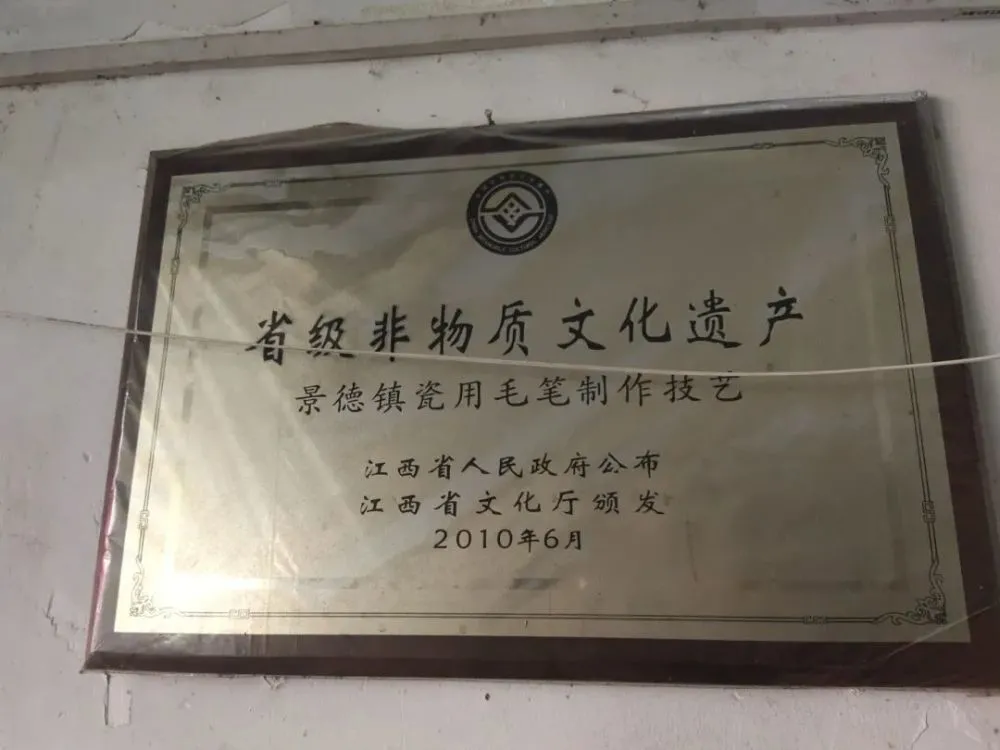 省级非物质文化遗产
景德镇瓷用毛笔制作技艺
江西省人民政府公布
江西省文化厅颁发
2010年6月